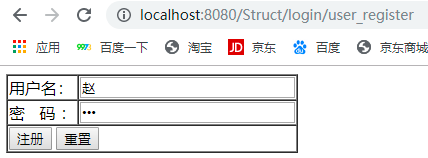 localhost:8080/Struct/login/user_register
应用 百度一下 淘宝 JD 京东 百度 京东商城
用户名： 赵
密 码： •••
注册 重置